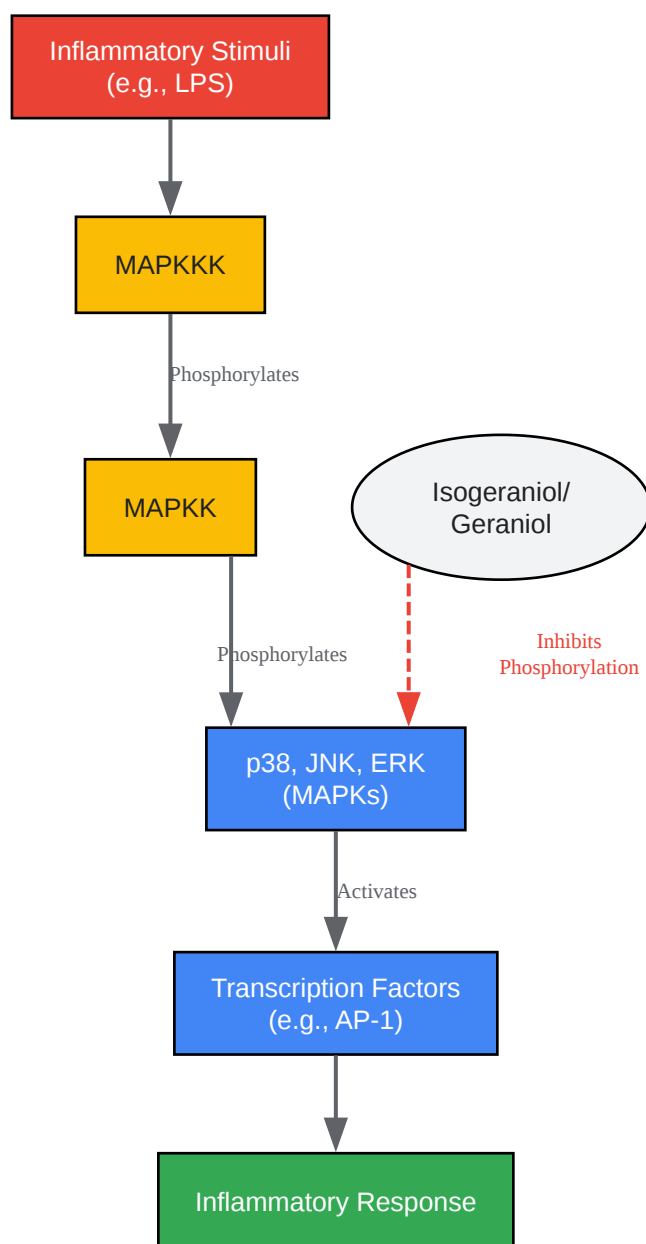 Inflammatory Stimuli
(e.g., LPS)
MAPKKK
Phosphorylates
MAPKK
Isogeraniol/
Geraniol
Phosphorylates
Inhibits
Phosphorylation
p38, JNK, ERK
(MAPKs)
Activates
Transcription Factors
(e.g., AP-1)
Inflammatory Response